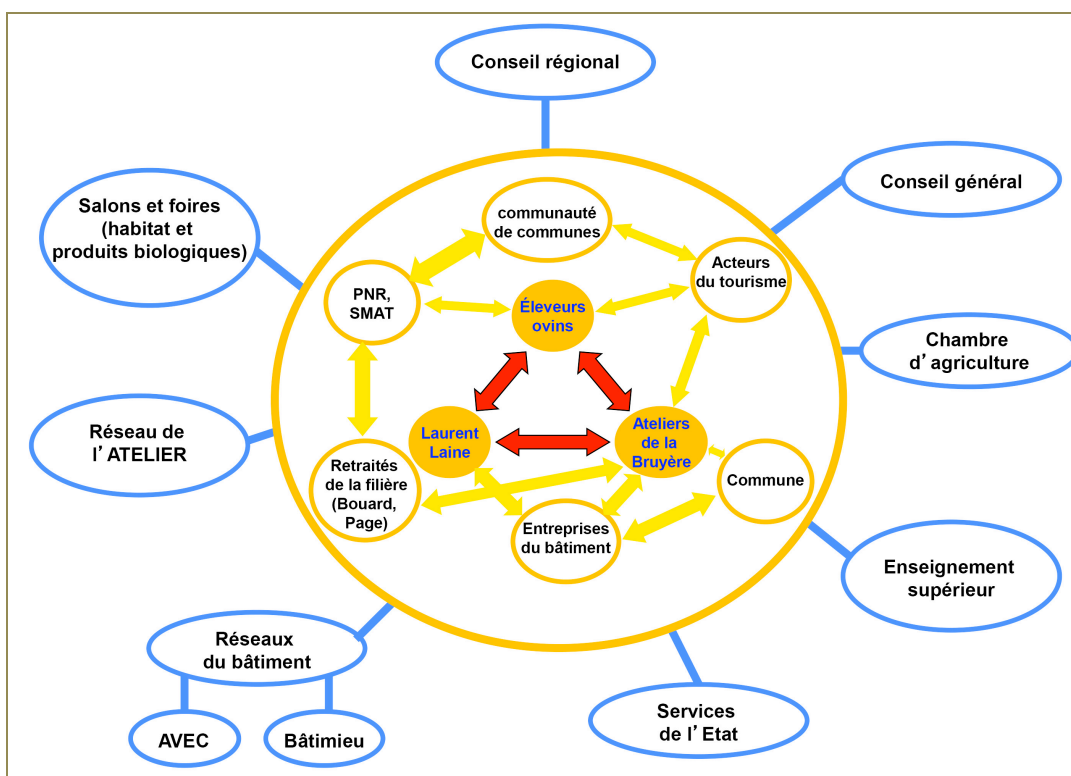 Conseil régional
Conseil général
Salons et foires
(habitat et
produits biologiques)
communauté
de communes
Acteurs
du tourisme
PNR,
SMAT
Éleveurs
ovins
Chambre
d'agriculture
Réseau de
l'ATELIER
Laurent
Laine
Ateliers
de la
Bruyère
Retraités
de la filière
(Bouard,
Page)
Commune
Entreprises
du bâtiment
Enseignement
supérieur
Réseaux
du bâtiment
Services
de l'Etat
AVEC
Bâtimieu